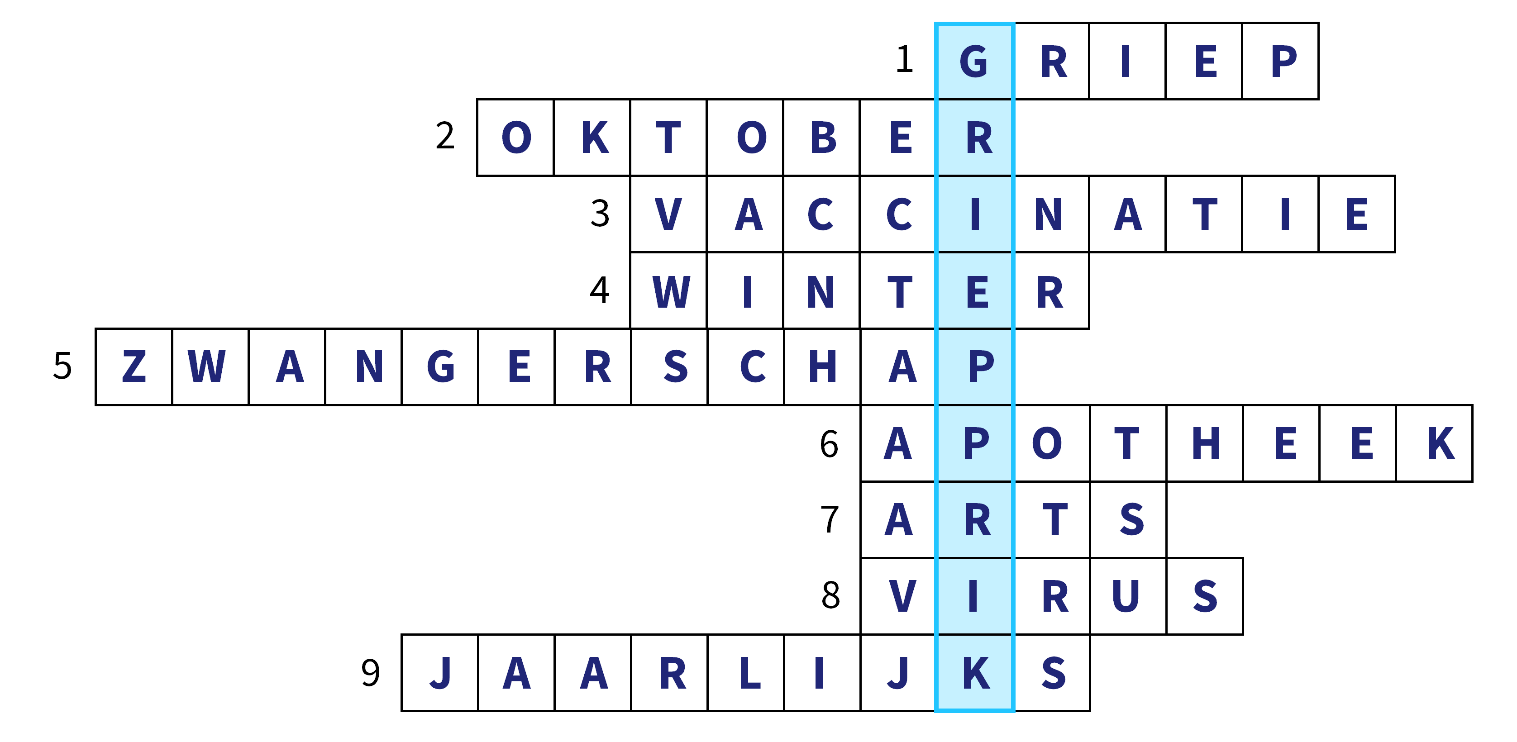 1 GRIEP
2 OKTOBER
3 VACCINATIE
4 WINTER
5 ZWANGERSCHAP
6 APOTHEEK
7 ARTS
8 VIRUS
9 JAARLIJKS